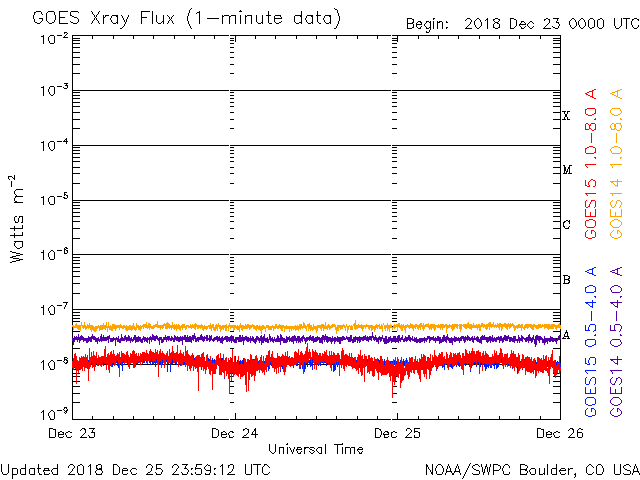 GOES Xray Flux (1-minute data)
Begin: 2018 Dec 23 0000 UTC
10⁻²
10⁻³
10⁻⁴
10⁻⁵
10⁻⁶
10⁻⁷
10⁻⁸
10⁻⁹
Watts m⁻²
X
M
C
B
A
GOES15 1.0-8.0 A
GOES14 1.0-8.0 A
GOES15 0.5-4.0 A
GOES14 0.5-4.0 A
Dec 23
Dec 24
Dec 25
Dec 26
Universal Time
Updated 2018 Dec 25 23:59:12 UTC
NOAA/SWPC Boulder, CO USA